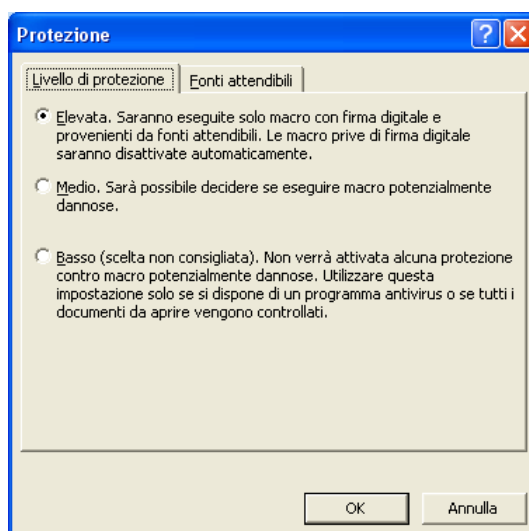 Protezione
Livello di protezione
Fonti attendibili
Elevata. Saranno eseguite solo macro con firma digitale e
provenienti da fonti attendibili. Le macro prive di firma digitale
saranno disattivate automaticamente.
Medio. Sarà possibile decidere se eseguire macro potenzialmente
dannose.
Basso (scelta non consigliata). Non verrà attivata alcuna protezione
contro macro potenzialmente dannose. Utilizzare questa
impostazione solo se si dispone di un programma antivirus o se tutti i
documenti da aprire vengono controllati.
OK
Annulla